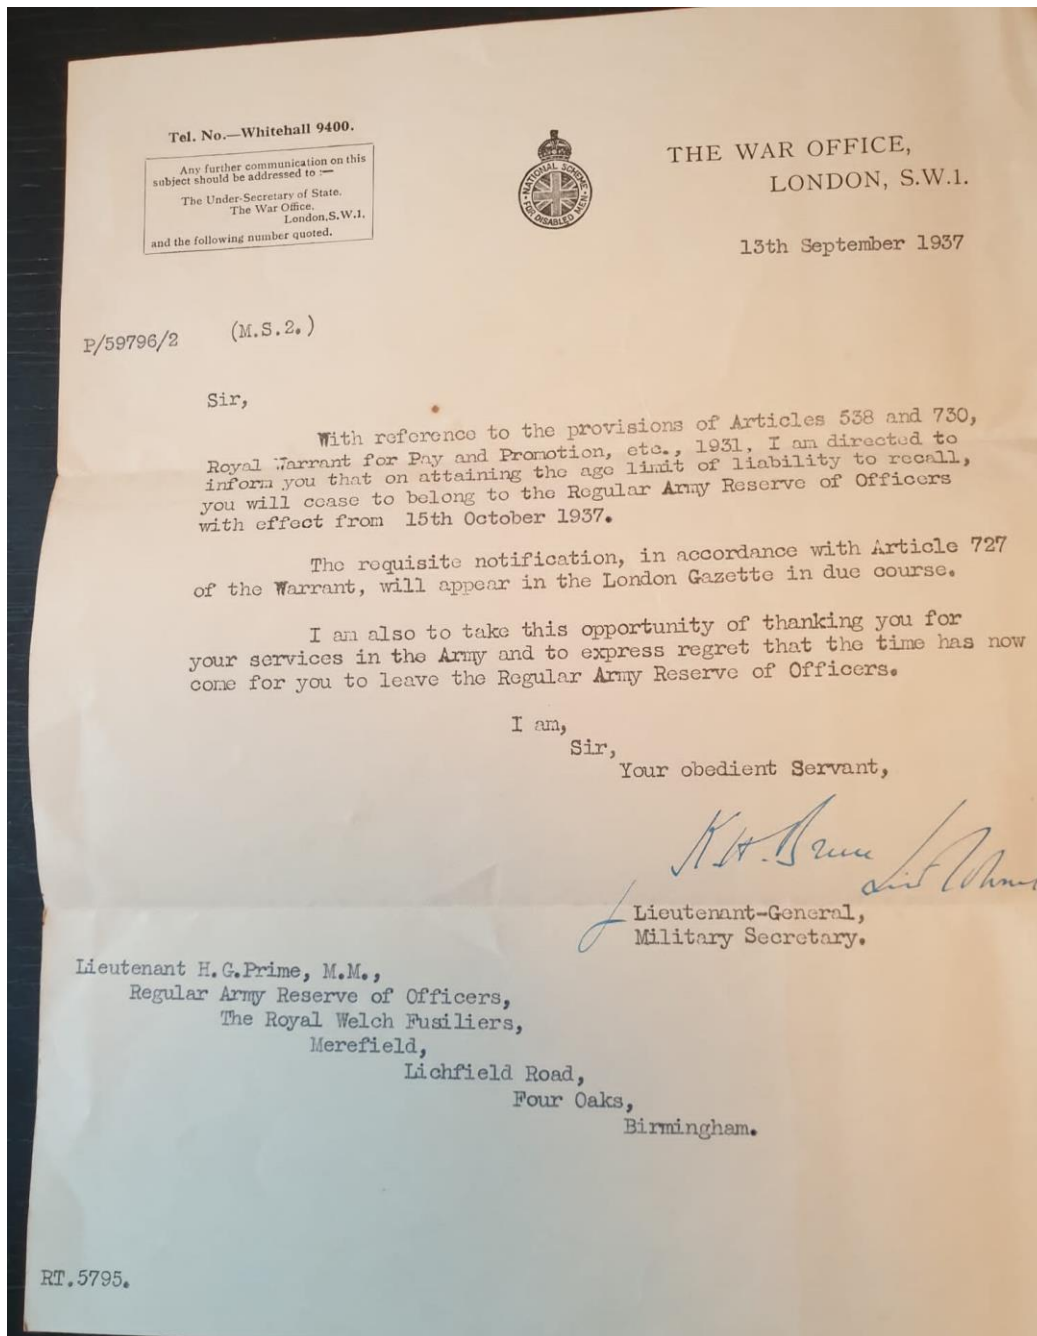 Tel. No.—Whitehall 9400.
Any further communication on this
subject should be addressed to :—
The Under-Secretary of State.
The War Office.
London,S.W.1,
and the following number quoted.
NATIONAL SCHEME
FOR DISABLED MEN
THE WAR OFFICE,
LONDON, S.W.1.
13th September 1937
P/59796/2 (M.S.2.)
Sir,
With reference to the provisions of Articles 538 and 730,
Royal Warrant for Pay and Promotion, etc., 1931, I am directed to
inform you that on attaining the age limit of liability to recall,
you will cease to belong to the Regular Army Reserve of Officers
with effect from 15th October 1937.
The requisite notification, in accordance with Article 727
of the Warrant, will appear in the London Gazette in due course.
I am also to take this opportunity of thanking you for
your services in the Army and to express regret that the time has now
come for you to leave the Regular Army Reserve of Officers.
I am,
Sir,
Your obedient Servant,
K.H. Bruce
Lieutenant-General,
Military Secretary.
Lieutenant H.G.Prime, M.M.,
Regular Army Reserve of Officers,
The Royal Welch Fusiliers,
Merefield,
Lichfield Road,
Four Oaks,
Birmingham.
RT.5795.